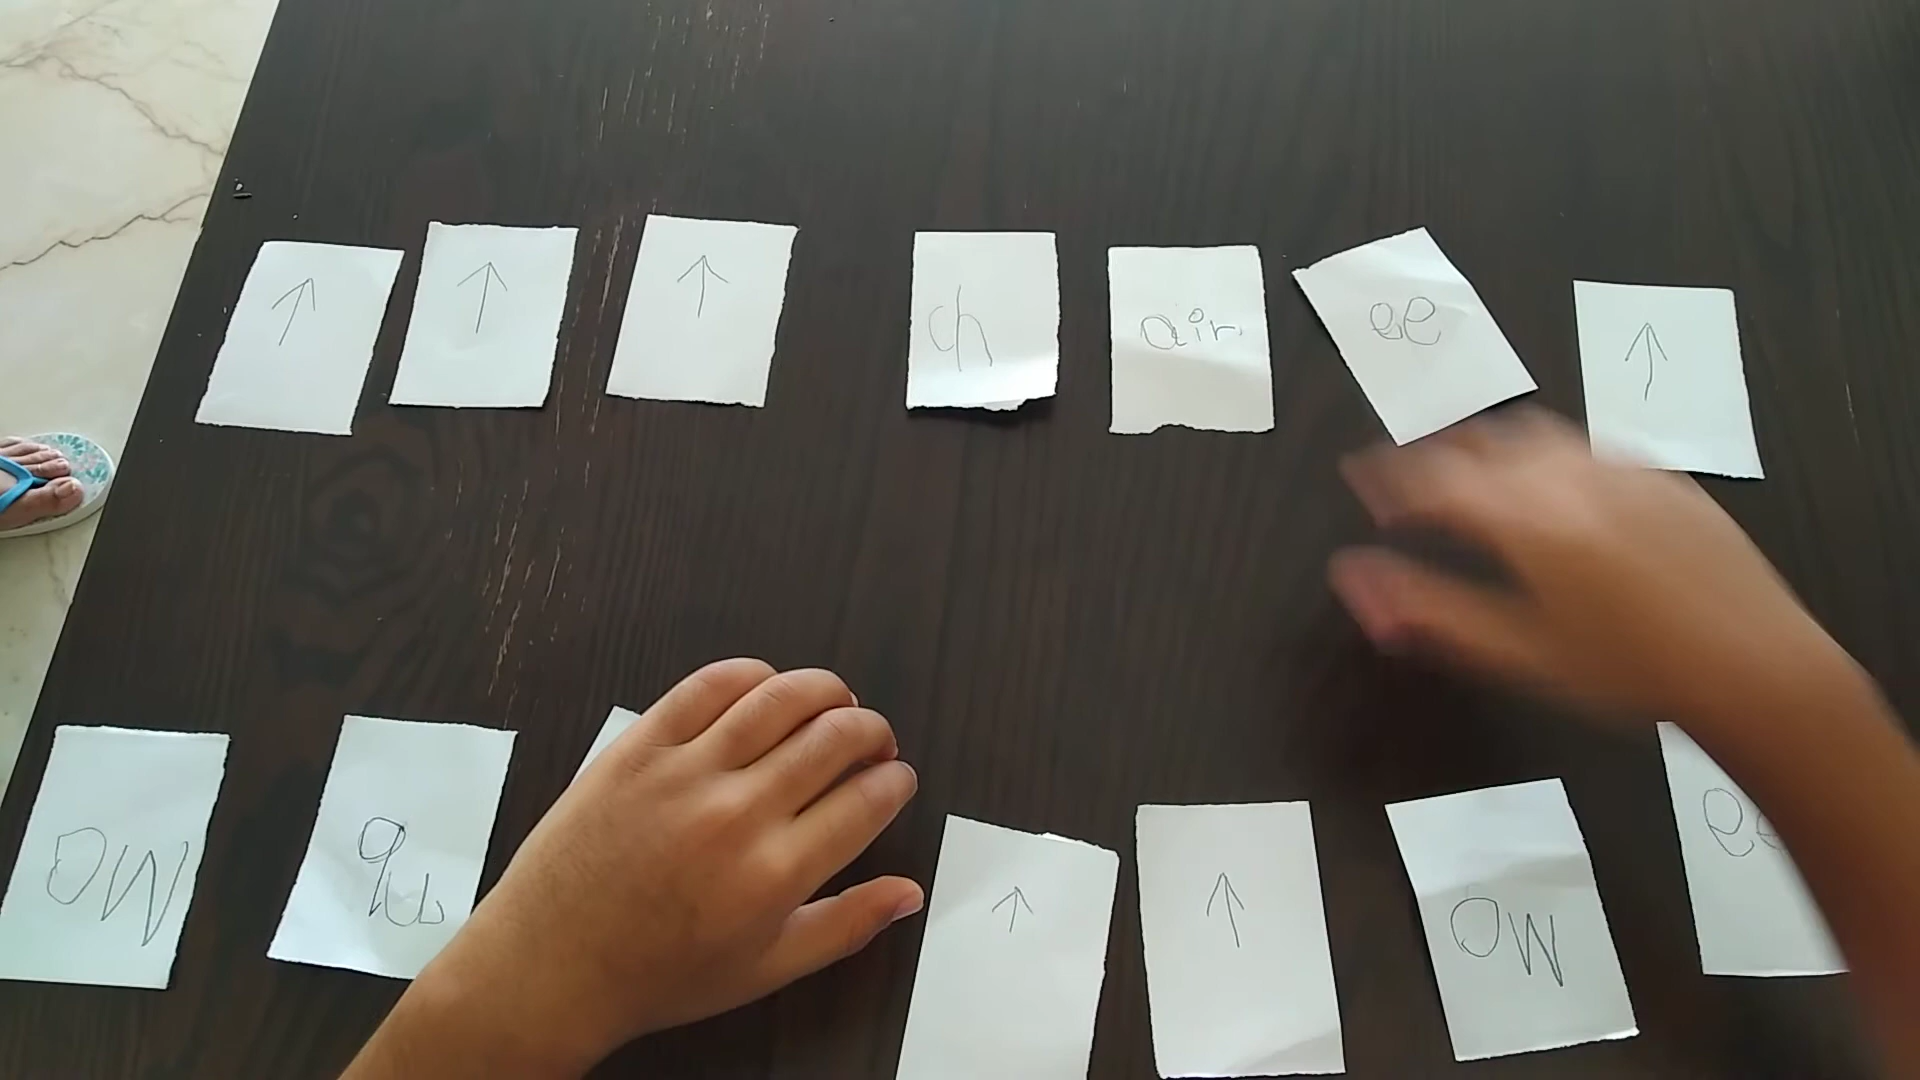 ↑ ↑ ↑ ch air ee ↑
ow qu ↑ ↑ ow ee